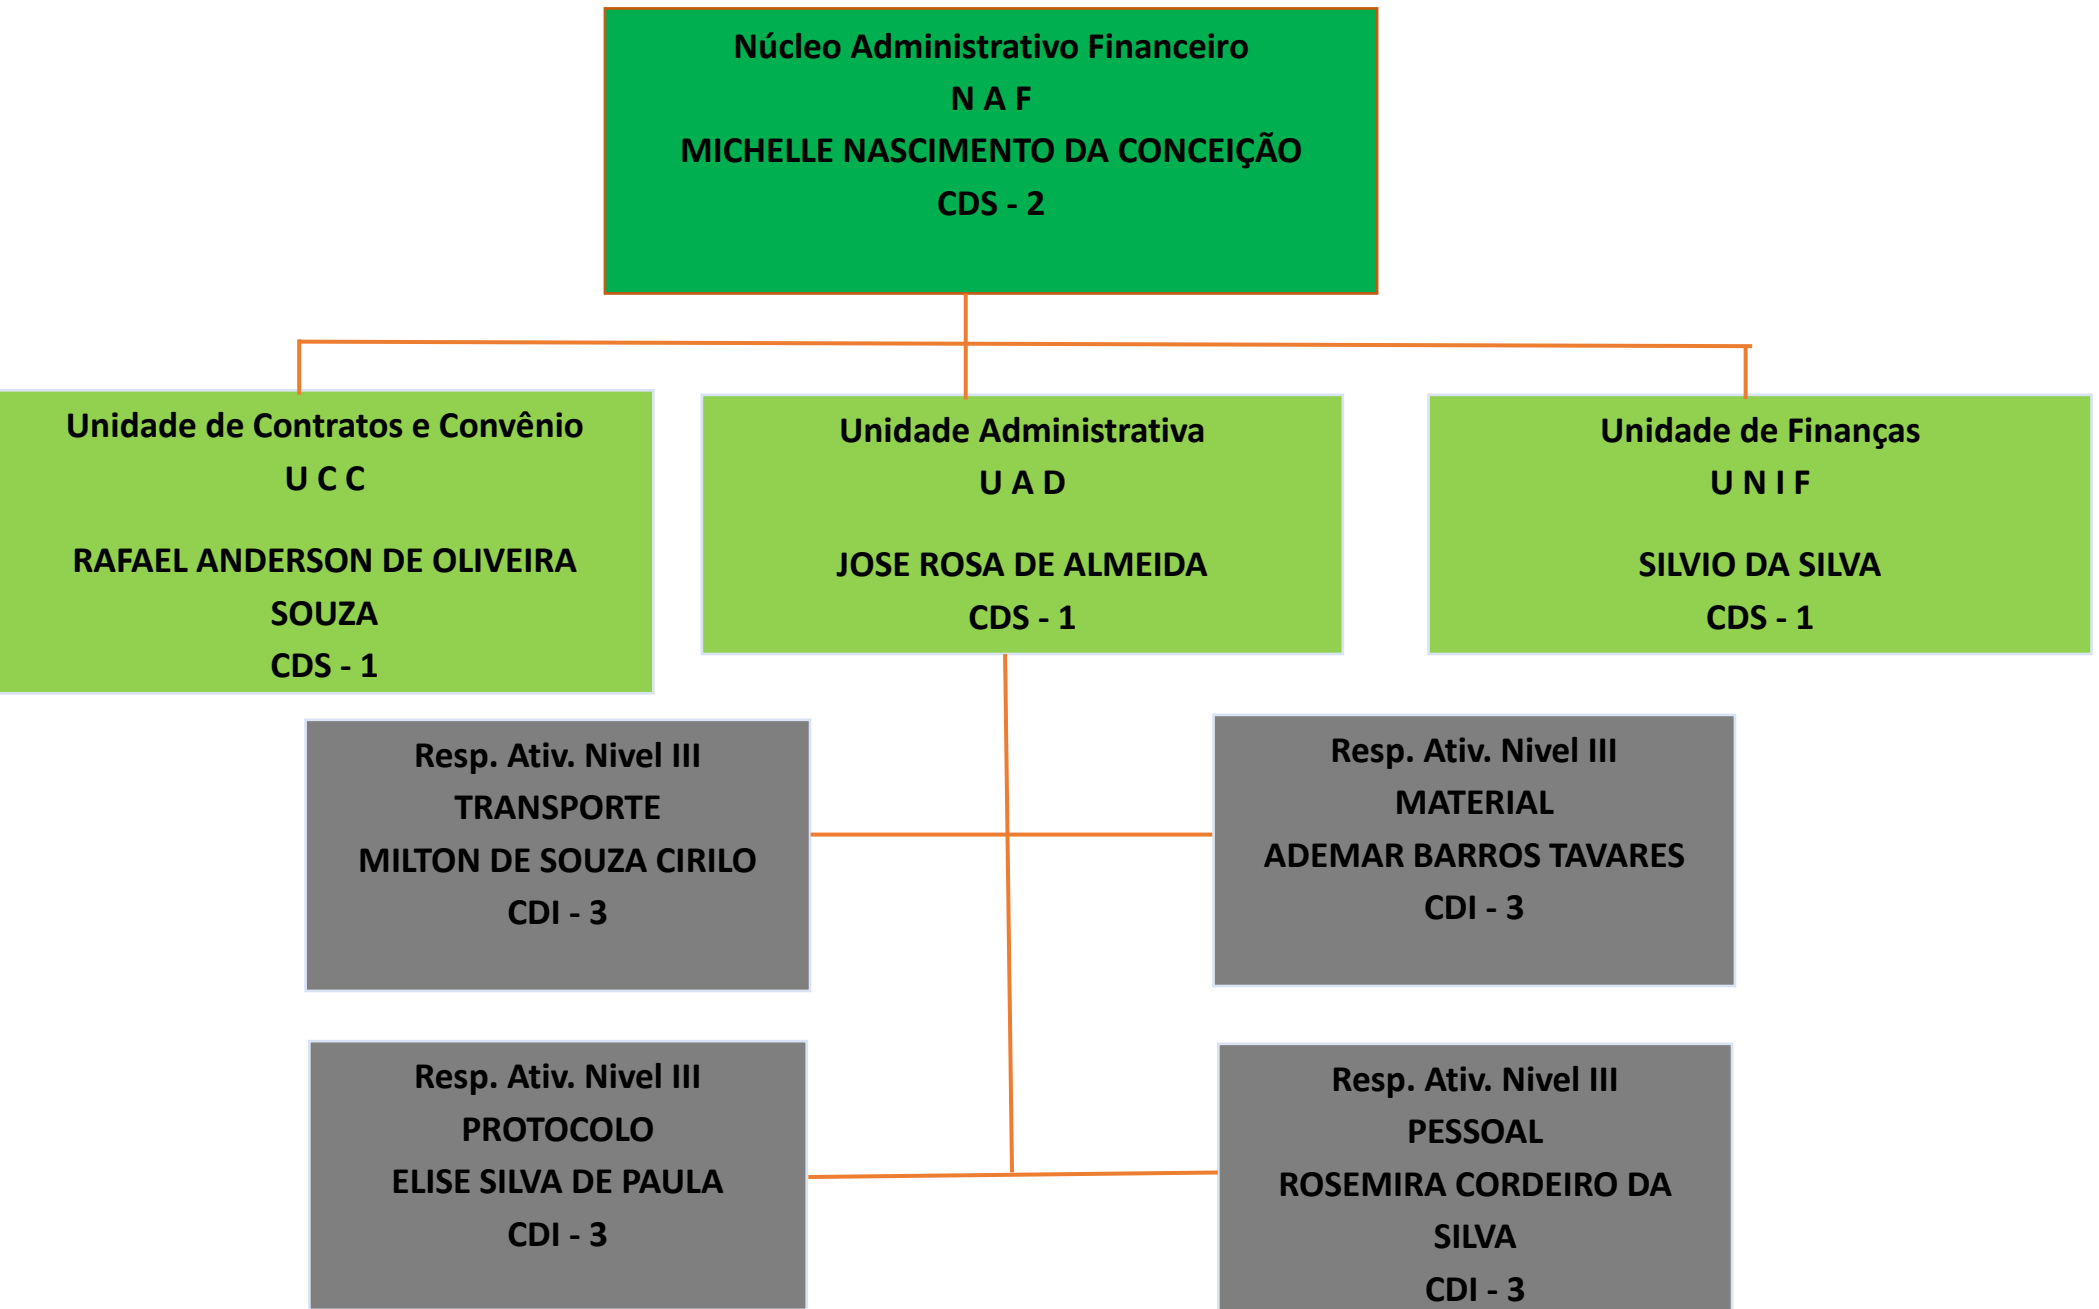 Núcleo Administrativo Financeiro
N A F
MICHELLE NASCIMENTO DA CONCEIÇÃO
CDS - 2
Unidade de Contratos e Convênio
U C C
RAFAEL ANDERSON DE OLIVEIRA
SOUZA
CDS - 1
Unidade Administrativa
U A D
JOSE ROSA DE ALMEIDA
CDS - 1
Unidade de Finanças
U N I F
SILVIO DA SILVA
CDS - 1
Resp. Ativ. Nivel III
TRANSPORTE
MILTON DE SOUZA CIRILO
CDI - 3
Resp. Ativ. Nivel III
MATERIAL
ADEMAR BARROS TAVARES
CDI - 3
Resp. Ativ. Nivel III
PROTOCOLO
ELISE SILVA DE PAULA
CDI - 3
Resp. Ativ. Nivel III
PESSOAL
ROSEMIRA CORDEIRO DA
SILVA
CDI - 3